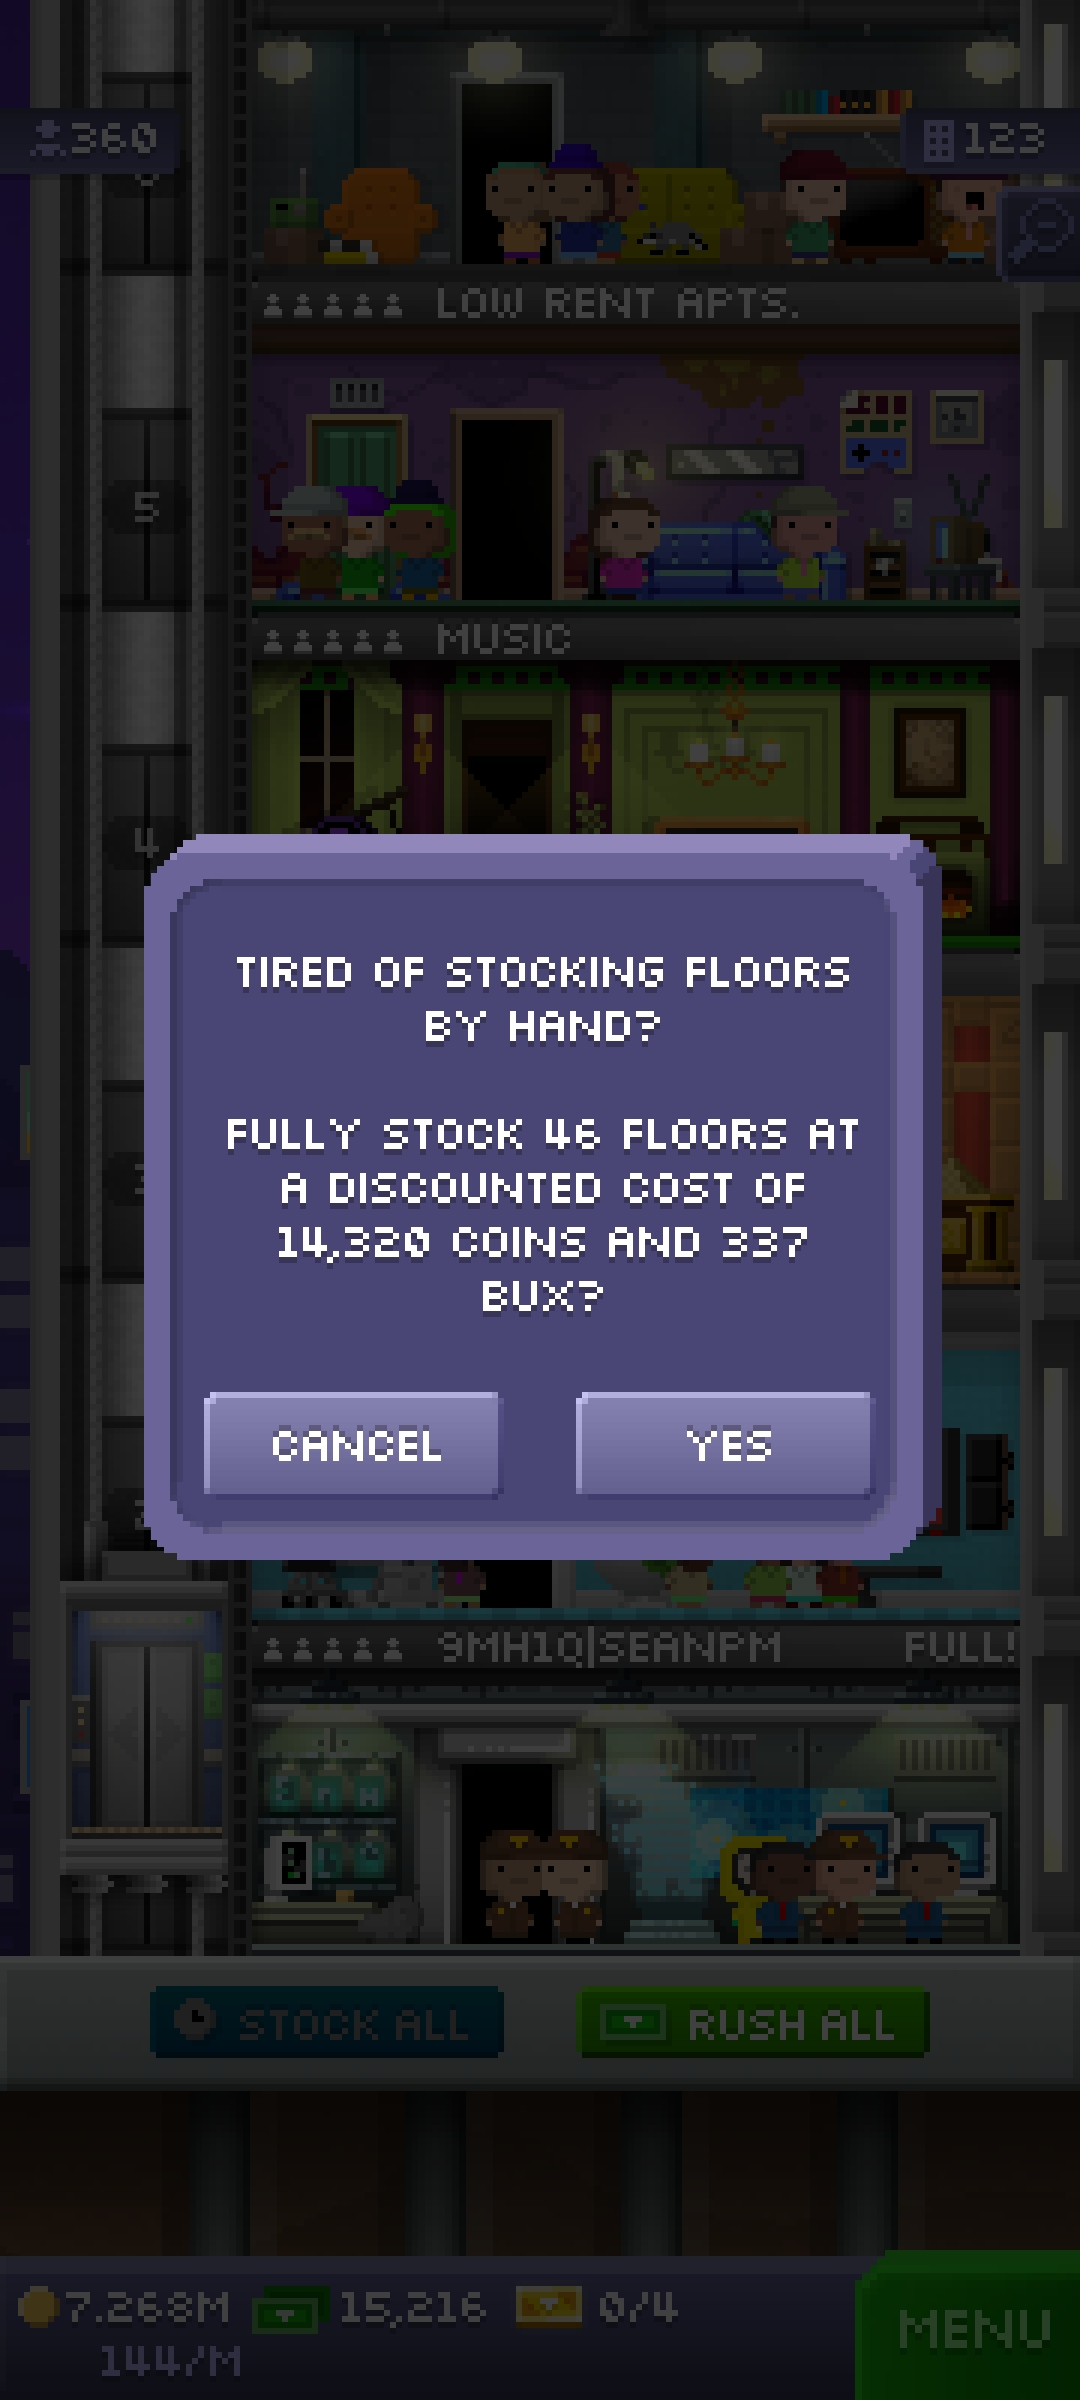 360
123
LOW RENT APTS.
5
MUSIC
4
TIRED OF STOCKING FLOORS
BY HAND?
FULLY STOCK 46 FLOORS AT
A DISCOUNTED COST OF
14,320 COINS AND 337
BUX?
CANCEL
YES
9MH1Q|SEANPM
FULL!
STOCK ALL
RUSH ALL
7.268M
15,216
0/4
144/M
MENU